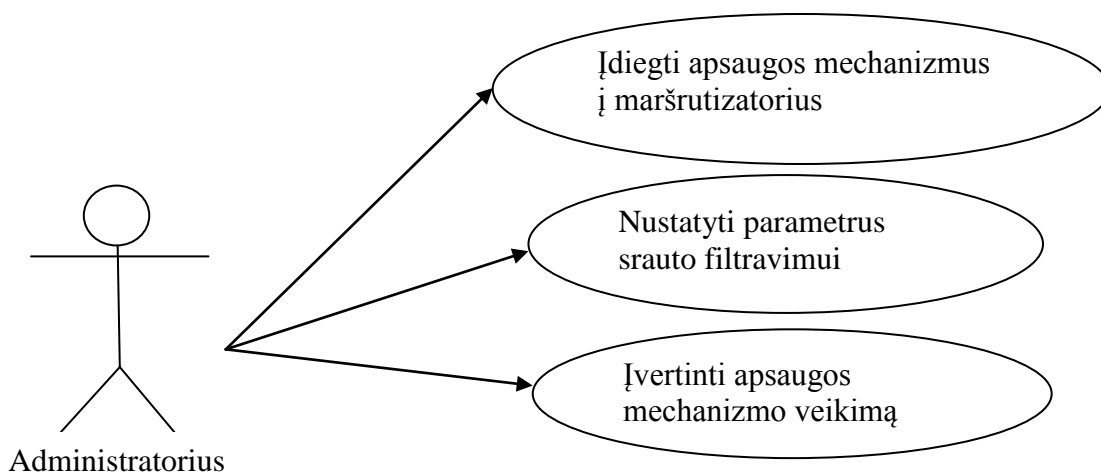 Įdiegti apsaugos mechanizmus
į maršrutizatorius
Nustatyti parametrus
srauto filtravimui
Įvertinti apsaugos
mechanizmo veikimą
Administratorius